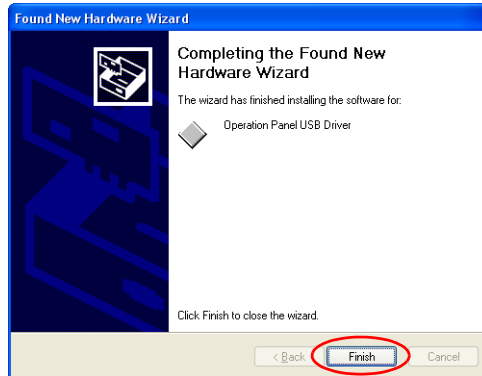 Found New Hardware Wizard
Completing the Found New
Hardware Wizard
The wizard has finished installing the software for:
Operation Panel USB Driver
Click Finish to close the wizard.
< Back
Finish
Cancel